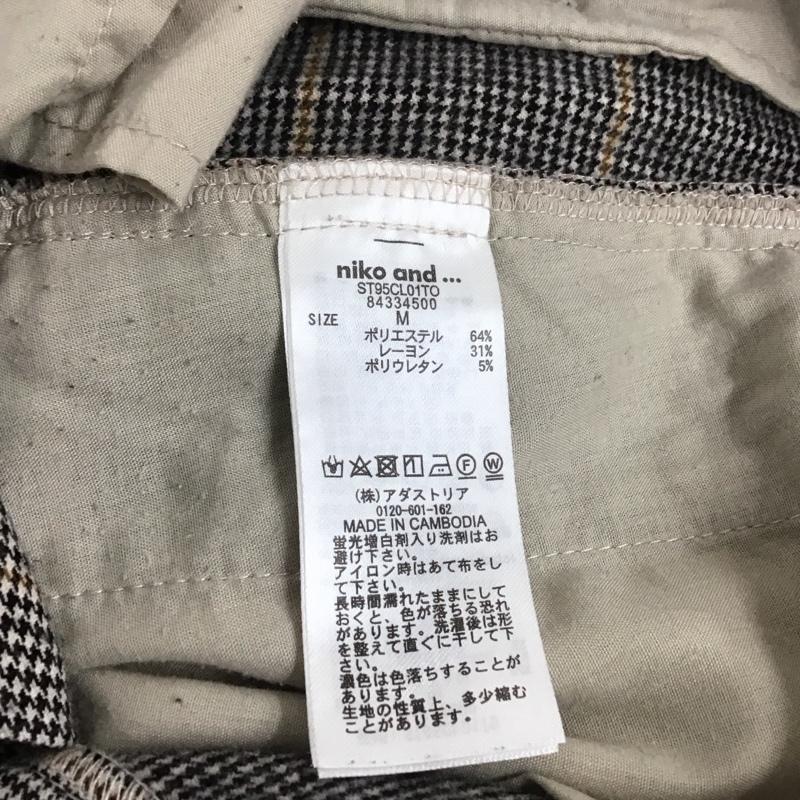 niko and ...
ST95CL01TO
84334500
SIZE M
ポリエステル 64%
レーヨン 31%
ポリウレタン 5%
F W
(株)アダストリア
0120-601-162
MADE IN CAMBODIA
蛍光増白剤入り洗剤はお
避け下さい。
アイロン時はあて布をし
て下さい。
長時間濡れたままにして
おくと、色が落ちる恐れ
があります。洗濯後は形
を整えて直ぐに干して下
さい。
濃色は色落ちすることが
あります。
生地の性質上、多少縮む
ことがあります。